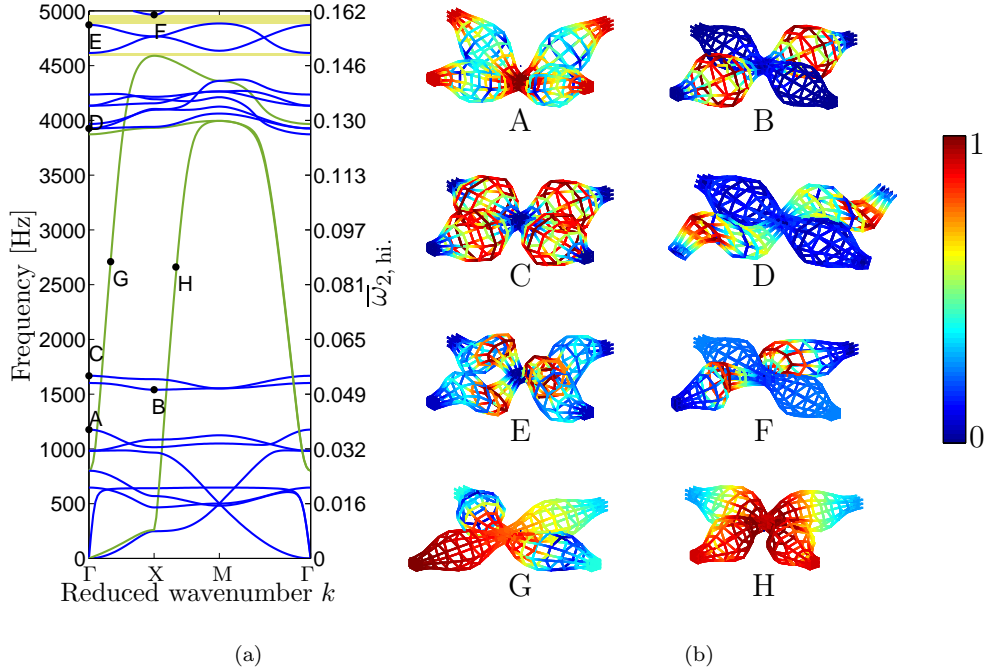 5000
4500
4000
3500
3000
2500
2000
1500
1000
500
0
Frequency [Hz]
E
F
D
G
H
C
B
A
Γ X M Γ
Reduced wavenumber k
0.162
0.146
0.130
0.113
0.097
0.081
0.065
0.049
0.032
0.016
0
ω̅₂, hi.
(a)
A B
C D
E F
G H
1
0
(b)